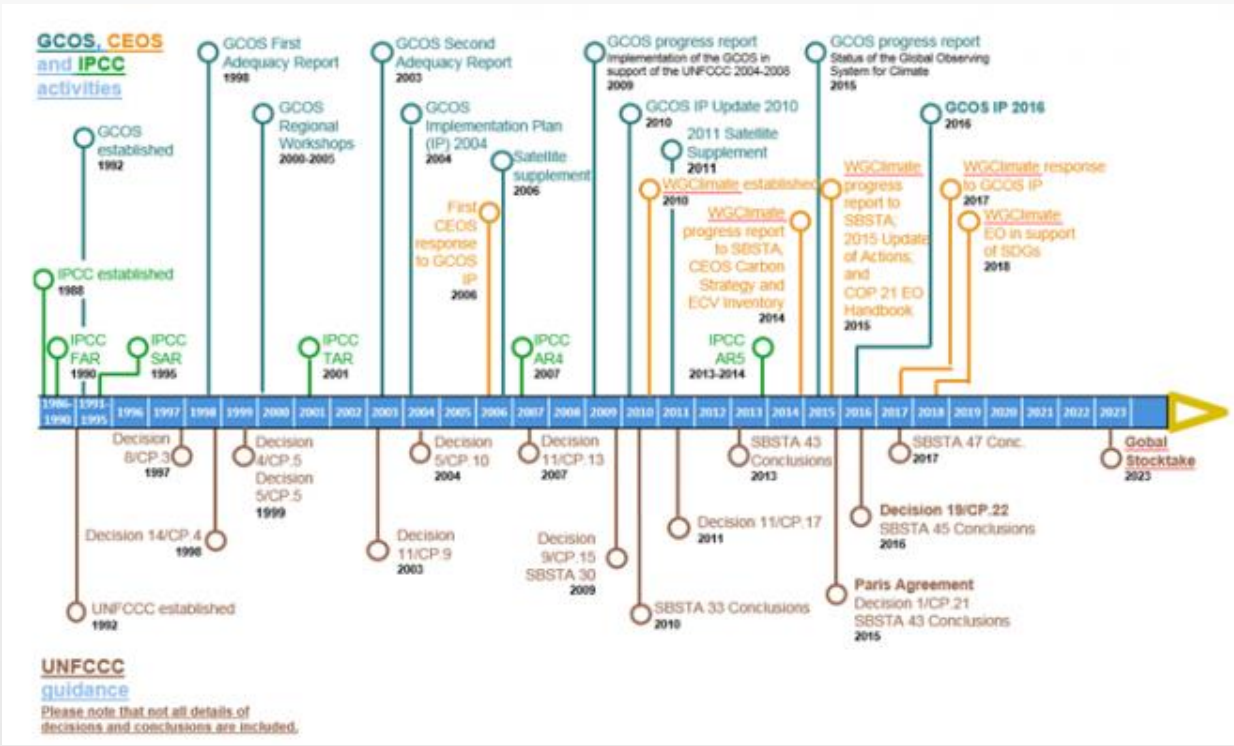 GCOS, CEOS
and IPCC
activities
GCOS
established
1992
IPCC established
1988
IPCC
FAR
1990
IPCC
SAR
1995
GCOS First
Adequacy Report
1998
GCOS
Regional
Workshops
2000-2005
IPCC
TAR
2001
GCOS Second
Adequacy Report
2003
GCOS
Implementation Plan
(IP) 2004
2004
Satellite
supplement
2006
First
CEOS
response
to GCOS
IP
2006
IPCC
AR4
2007
GCOS progress report
Implementation of the GCOS in
support of the UNFCCC 2004-2008
2009
GCOS IP Update 2010
2010
2011 Satellite
Supplement
2011
WGClimate established
2010
WGClimate
progress report
to SBSTA,
CEOS Carbon
Strategy and
ECV Inventory
2014
IPCC
AR5
2013-2014
GCOS progress report
Status of the Global Observing
System for Climate
2015
WGClimate
progress
report to
SBSTA;
2015 Update
of Actions;
and
COP 21 EO
Handbook
2015
GCOS IP 2016
2016
WGClimate response
to GCOS IP
2017
WGClimate
EO in support
of SDGs
2018
1986-1990 1991-1995 1996 1997 1998 1999 2000 2001 2002 2003 2004 2005 2006 2007 2008 2009 2010 2011 2012 2013 2014 2015 2016 2017 2018 2019 2020 2021 2022 2023
Decision
8/CP.3
1997
Decision 14/CP.4
1998
UNFCCC established
1992
Decision
4/CP.5
Decision
5/CP.5
1999
Decision
11/CP.9
2003
Decision
5/CP.10
2004
Decision
11/CP.13
2007
Decision
9/CP.15
SBSTA 30
2009
SBSTA 33 Conclusions
2010
Decision 11/CP.17
2011
SBSTA 43
Conclusions
2013
Paris Agreement
Decision 1/CP.21
SBSTA 43 Conclusions
2015
Decision 19/CP.22
SBSTA 45 Conclusions
2016
SBSTA 47 Conc.
2017
Gobal
Stocktake
2023
UNFCCC
guidance
Please note that not all details of
decisions and conclusions are included.